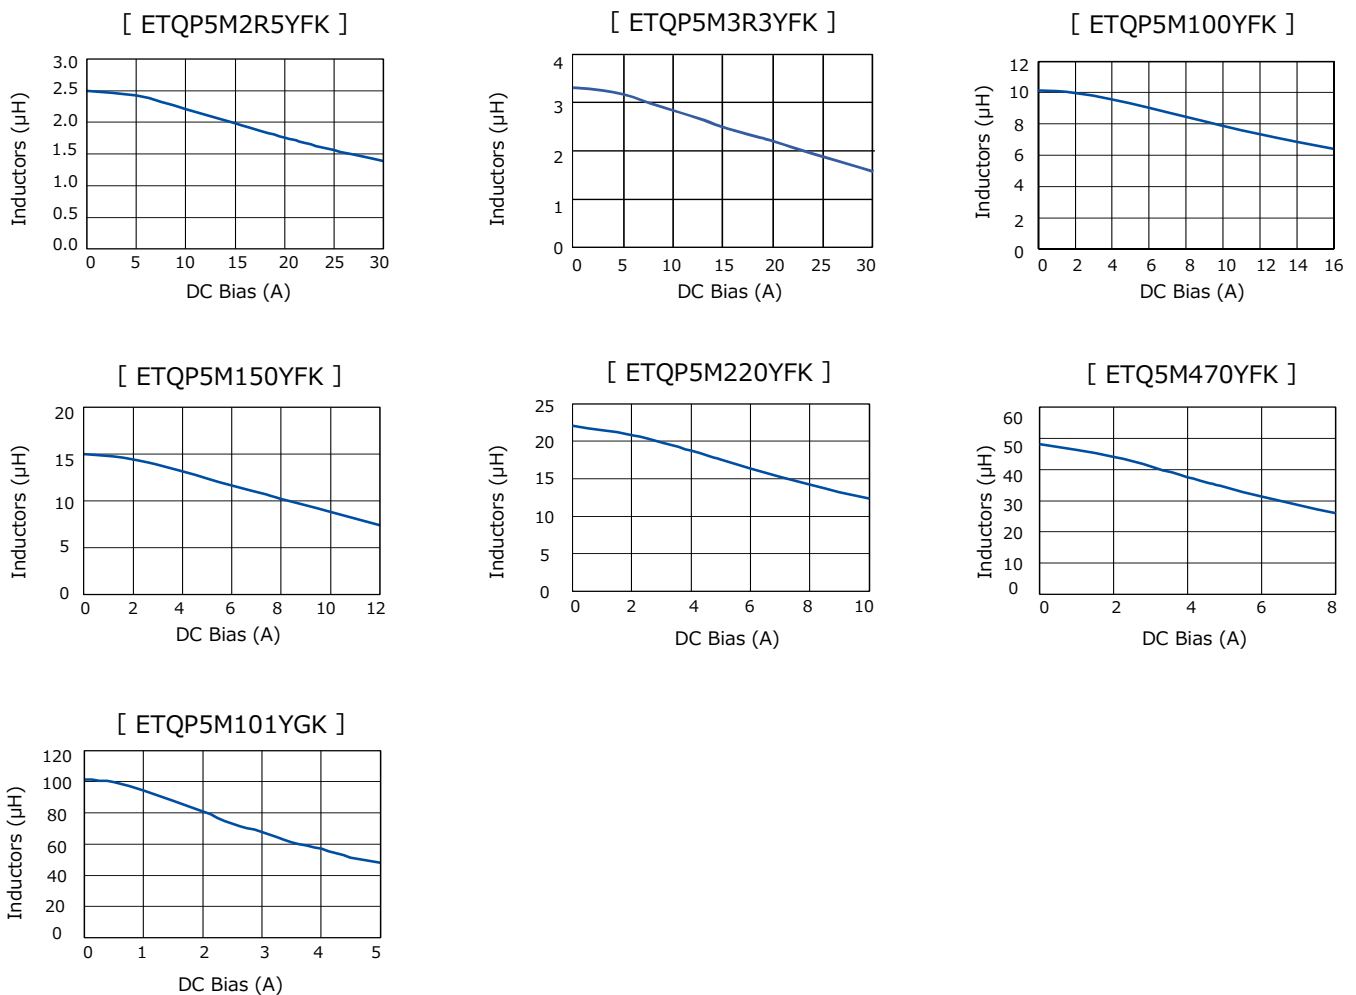 [ ETQP5M2R5YFK ]
Inductors (µH)
3.0
2.5
2.0
1.5
1.0
0.5
0.0
0 5 10 15 20 25 30
DC Bias (A)
[ ETQP5M3R3YFK ]
Inductors (µH)
4
3
2
1
0
0 5 10 15 20 25 30
DC Bias (A)
[ ETQP5M100YFK ]
Inductors (µH)
12
10
8
6
4
2
0
0 2 4 6 8 10 12 14 16
DC Bias (A)
[ ETQP5M150YFK ]
Inductors (µH)
20
15
10
5
0
0 2 4 6 8 10 12
DC Bias (A)
[ ETQP5M220YFK ]
Inductors (µH)
25
20
15
10
5
0
0 2 4 6 8 10
DC Bias (A)
[ ETQ5M470YFK ]
Inductors (µH)
60
50
40
30
20
10
0
0 2 4 6 8
DC Bias (A)
[ ETQP5M101YGK ]
Inductors (µH)
120
100
80
60
40
20
0
0 1 2 3 4 5
DC Bias (A)